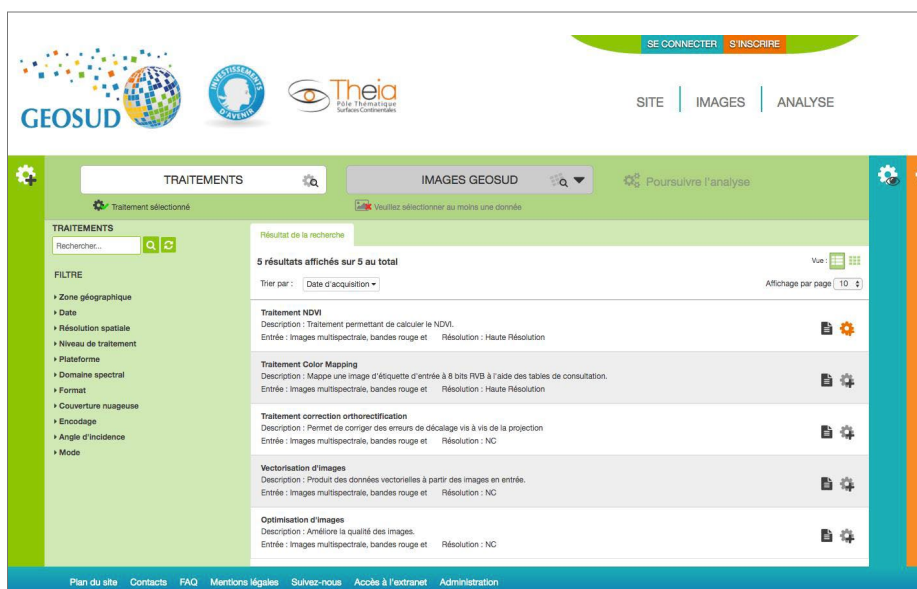 SE CONNECTER S'INSCRIRE
GEOSUD
INVESTISSEMENTS D'AVENIR
Theia
Pôle Thématique
Surfaces Continentales
SITE IMAGES ANALYSE
TRAITEMENTS
IMAGES GEOSUD
Poursuivre l'analyse
Traitement sélectionné
Veuillez sélectionner au moins une donnée
TRAITEMENTS
Rechercher...
FILTRE
Zone géographique
Date
Résolution spatiale
Niveau de traitement
Plateforme
Domaine spectral
Format
Couverture nuageuse
Encodage
Angle d'incidence
Mode
Résultat de la recherche
5 résultats affichés sur 5 au total
Vue :
Trier par : Date d'acquisition
Affichage par page 10
Traitement NDVI
Description : Traitement permettant de calculer le NDVI.
Entrée : Images multispectrale, bandes rouge et Résolution : Haute Résolution
Traitement Color Mapping
Description : Mappe une image d'étiquette d'entrée à 8 bits RVB à l'aide des tables de consultation.
Entrée : Images multispectrale, bandes rouge et Résolution : Haute Résolution
Traitement correction orthorectification
Description : Permet de corriger des erreurs de décalage vis à vis de la projection
Entrée : Images multispectrale, bandes rouge et Résolution : NC
Vectorisation d'images
Description : Produit des données vectorielles à partir des images en entrée.
Entrée : Images multispectrale, bandes rouge et Résolution : NC
Optimisation d'images
Description : Améliore la qualité des images.
Entrée : Images multispectrale, bandes rouge et Résolution : NC
Plan du site Contacts FAQ Mentions légales Suivez-nous Accès à l'extranet Administration